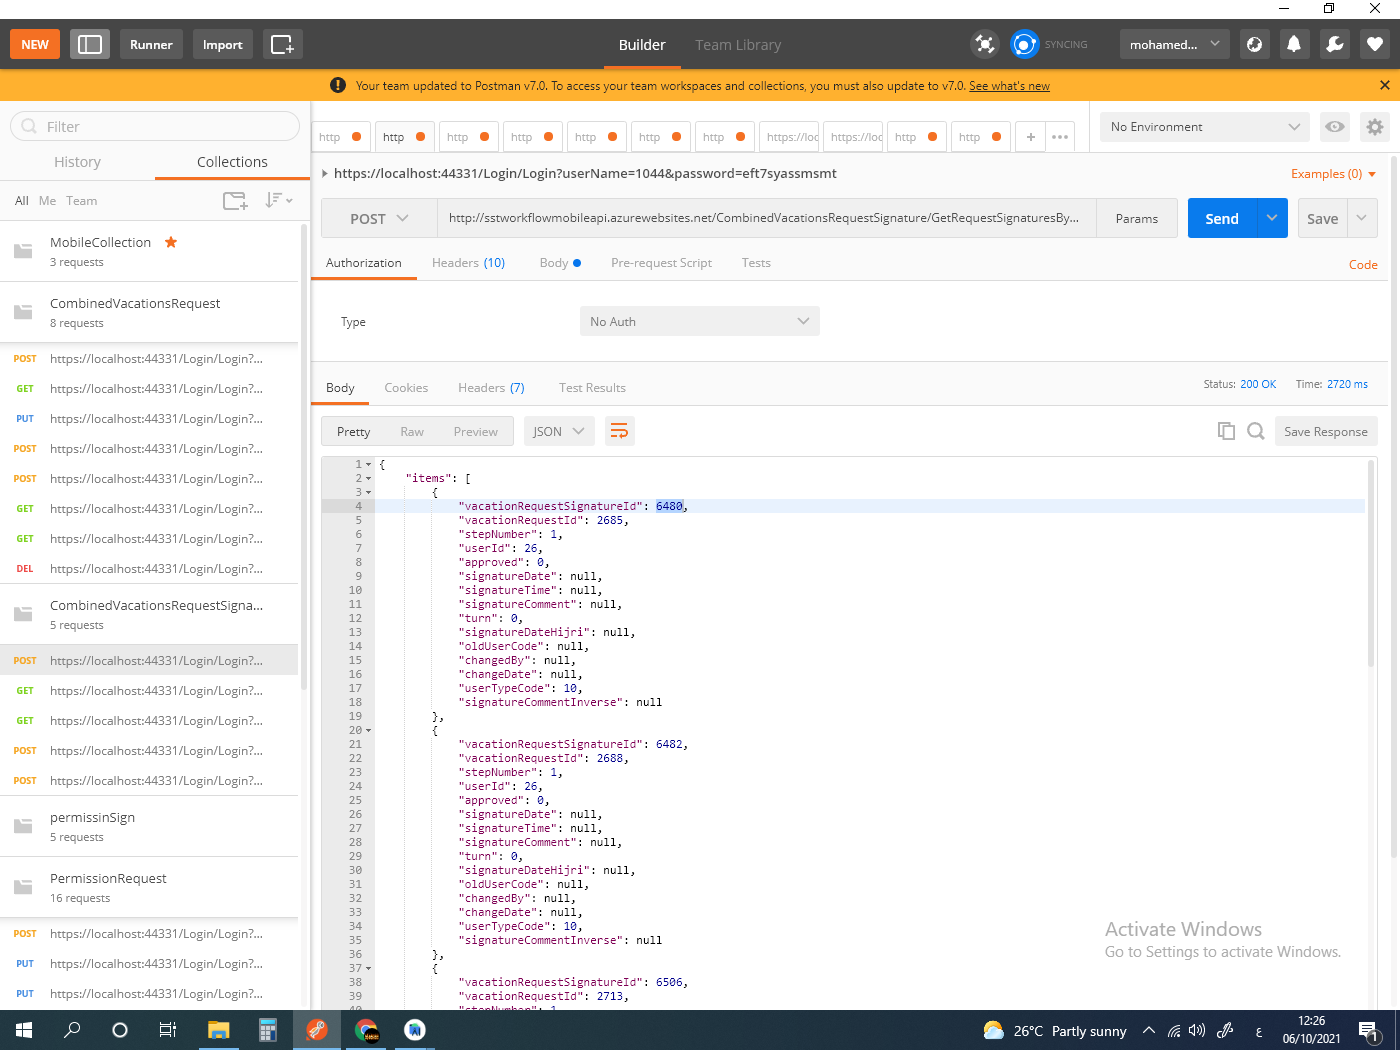 NEW
Runner
Import
Builder
Team Library
SYNCING
mohamed...
Your team updated to Postman v7.0. To access your team workspaces and collections, you must also update to v7.0. See what's new
Filter
History
Collections
All Me Team
MobileCollection
3 requests
CombinedVacationsRequest
8 requests
POST https://localhost:44331/Login/Login?...
GET https://localhost:44331/Login/Login?...
PUT https://localhost:44331/Login/Login?...
POST https://localhost:44331/Login/Login?...
POST https://localhost:44331/Login/Login?...
GET https://localhost:44331/Login/Login?...
GET https://localhost:44331/Login/Login?...
DEL https://localhost:44331/Login/Login?...
CombinedVacationsRequestSigna...
5 requests
POST https://localhost:44331/Login/Login?...
GET https://localhost:44331/Login/Login?...
GET https://localhost:44331/Login/Login?...
POST https://localhost:44331/Login/Login?...
POST https://localhost:44331/Login/Login?...
permissinSign
5 requests
PermissionRequest
16 requests
POST https://localhost:44331/Login/Login?...
PUT https://localhost:44331/Login/Login?...
PUT https://localhost:44331/Login/Login?...
http http http http http http http https://loc https://loc http http + •••
No Environment
https://localhost:44331/Login/Login?userName=1044&password=eft7syassmsmt
Examples (0)
POST http://sstworkflowmobileapi.azurewebsites.net/CombinedVacationsRequestSignature/GetRequestSignaturesBy... Params Send Save
Authorization Headers (10) Body Pre-request Script Tests Code
Type No Auth
Body Cookies Headers (7) Test Results Status: 200 OK Time: 2720 ms
Pretty Raw Preview JSON Save Response
1 {
2 "items": [
3 {
4 "vacationRequestSignatureId": 6480,
5 "vacationRequestId": 2685,
6 "stepNumber": 1,
7 "userId": 26,
8 "approved": 0,
9 "signatureDate": null,
10 "signatureTime": null,
11 "signatureComment": null,
12 "turn": 0,
13 "signatureDateHijri": null,
14 "oldUserCode": null,
15 "changedBy": null,
16 "changeDate": null,
17 "userTypeCode": 10,
18 "signatureCommentInverse": null
19 },
20 {
21 "vacationRequestSignatureId": 6482,
22 "vacationRequestId": 2688,
23 "stepNumber": 1,
24 "userId": 26,
25 "approved": 0,
26 "signatureDate": null,
27 "signatureTime": null,
28 "signatureComment": null,
29 "turn": 0,
30 "signatureDateHijri": null,
31 "oldUserCode": null,
32 "changedBy": null,
33 "changeDate": null,
34 "userTypeCode": 10,
35 "signatureCommentInverse": null
36 },
37 {
38 "vacationRequestSignatureId": 6506,
39 "vacationRequestId": 2713,
40 "stepNumber": 1
Activate Windows
Go to Settings to activate Windows.
26°C Partly sunny
ع
12:26
06/10/2021
1